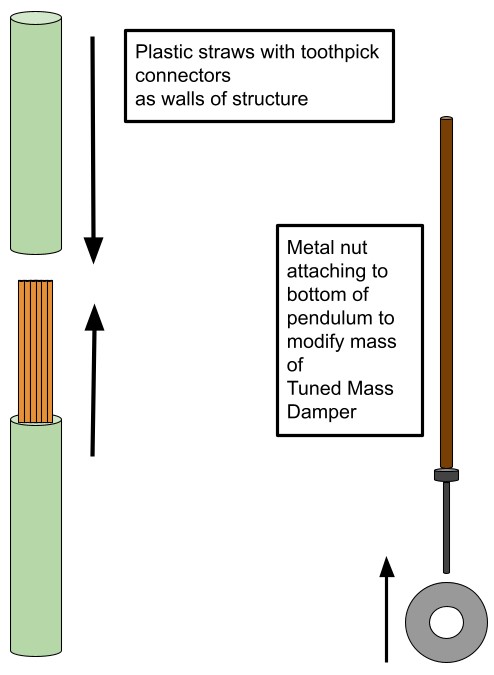 Plastic straws with toothpick
connectors
as walls of structure
Metal nut
attaching to
bottom of
pendulum to
modify mass
of
Tuned Mass
Damper